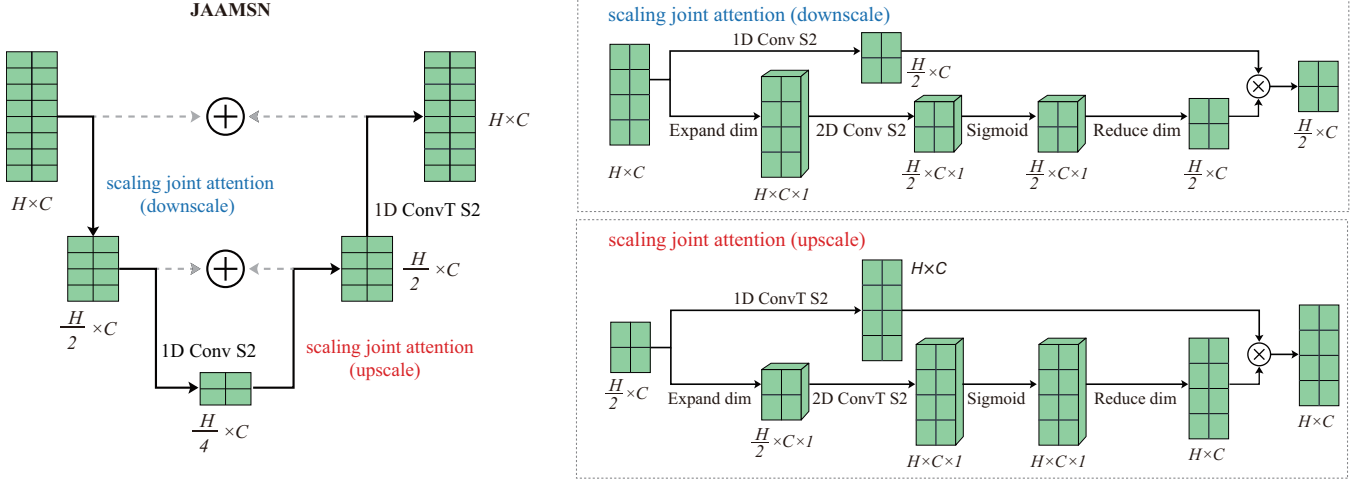 JAAMSN
H×C
scaling joint attention
(downscale)
H/2 ×C
1D Conv S2
H/4 ×C
scaling joint attention
(upscale)
H/2 ×C
1D ConvT S2
H×C
scaling joint attention (downscale)
H×C
1D Conv S2
H/2 ×C
Expand dim
H×C×1
2D Conv S2
H/2 ×C×1
Sigmoid
H/2 ×C×1
Reduce dim
H/2 ×C
H/2 ×C
scaling joint attention (upscale)
H/2 ×C
1D ConvT S2
H×C
Expand dim
H/2 ×C×1
2D ConvT S2
H×C×1
Sigmoid
H×C×1
Reduce dim
H×C
H×C